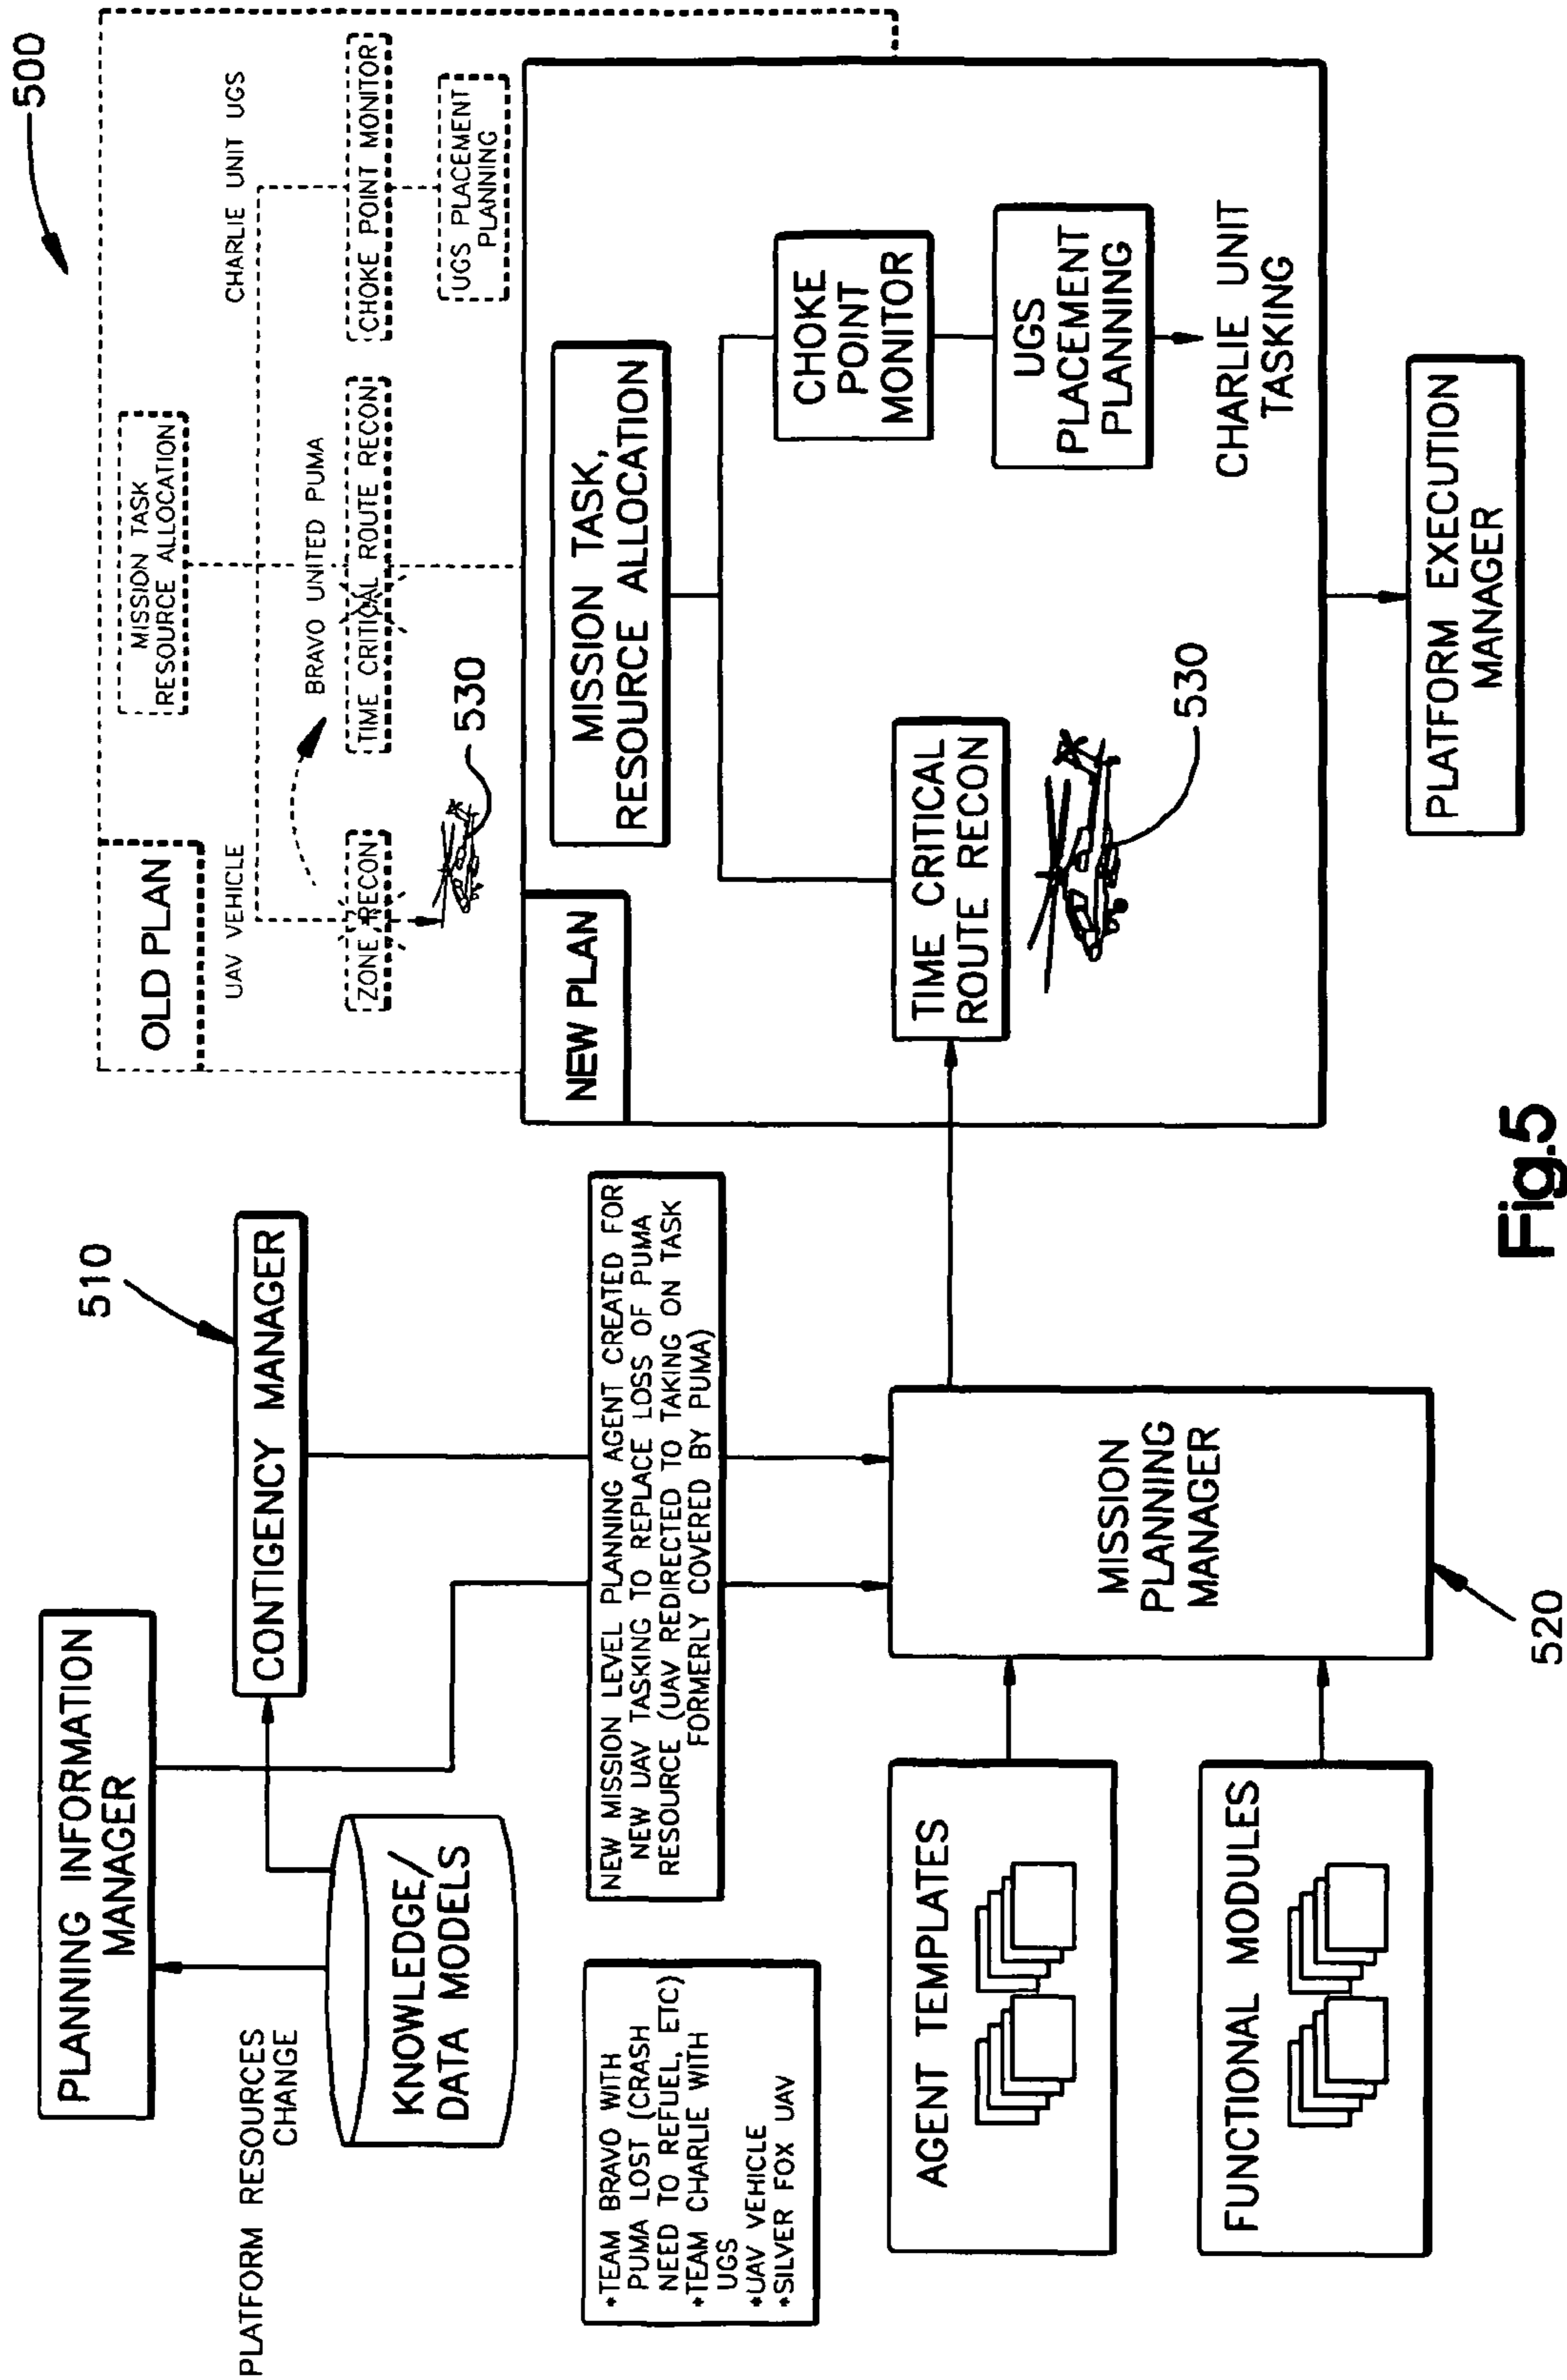 500
PLANNING INFORMATION
MANAGER
PLATFORM RESOURCES
CHANGE
KNOWLEDGE/
DATA MODELS
510
CONTIGENCY MANAGER
NEW MISSION LEVEL PLANNING AGENT CREATED FOR
NEW UAV TASKING TO REPLACE LOSS OF PUMA
RESOURCE (UAV REDIRECTED TO TAKING ON TASK
FORMERLY COVERED BY PUMA)
•TEAM BRAVO WITH
PUMA LOST (CRASH
NEED TO REFUEL, ETC)
•TEAM CHARLIE WITH
UGS
•UAV VEHICLE
•SILVER FOX UAV
AGENT TEMPLATES
FUNCTIONAL MODULES
MISSION
PLANNING
MANAGER
520
OLD PLAN
MISSION TASK
RESOURCE ALLOCATION
UAV VEHICLE
CHARLIE UNIT UGS
BRAVO UNITED PUMA
ZONE RECON
TIME CRITICAL ROUTE RECON
CHOKE POINT MONITOR
UGS PLACEMENT
PLANNING
530
NEW PLAN
MISSION TASK,
RESOURCE ALLOCATION
TIME CRITICAL
ROUTE RECON
530
CHOKE
POINT
MONITOR
UGS
PLACEMENT
PLANNING
CHARLIE UNIT
TASKING
PLATFORM EXECUTION
MANAGER
Fig.5